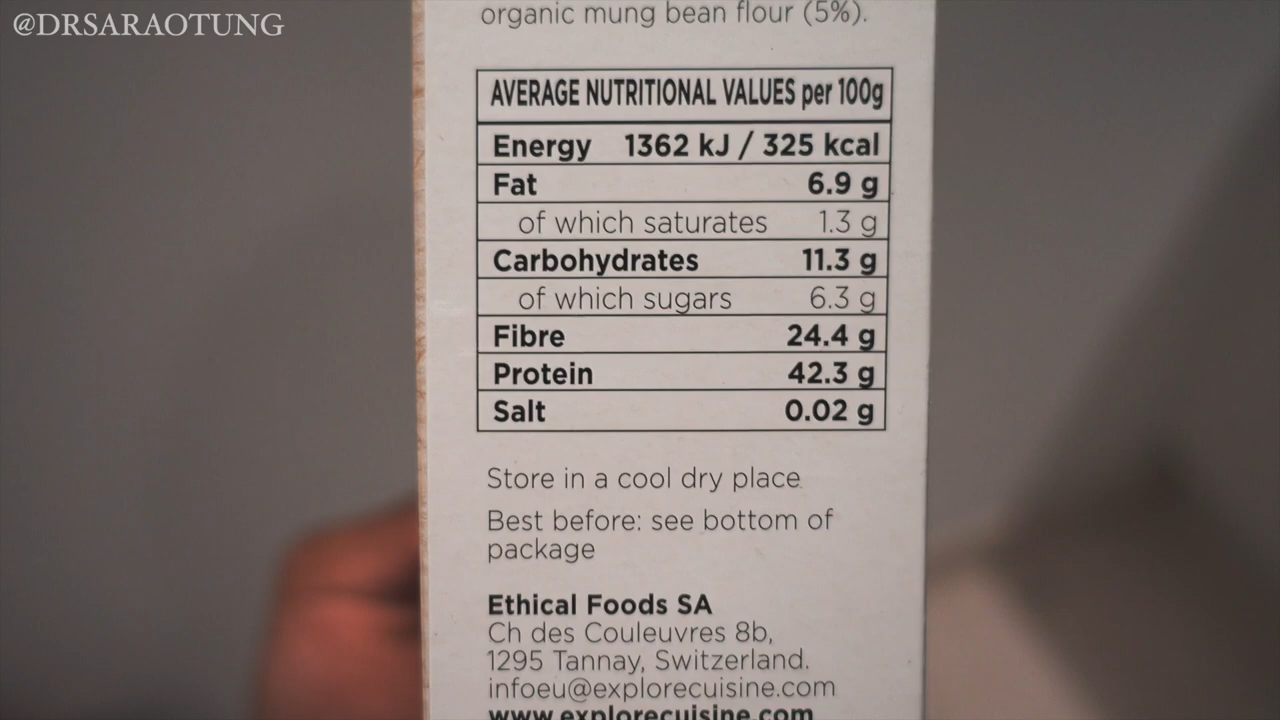 @DRSARAOTUNG
organic mung bean flour (5%).
AVERAGE NUTRITIONAL VALUES per 100g
Energy 1362 kJ / 325 kcal
Fat 6.9 g
of which saturates 1.3 g
Carbohydrates 11.3 g
of which sugars 6.3 g
Fibre 24.4 g
Protein 42.3 g
Salt 0.02 g
Store in a cool dry place
Best before: see bottom of
package
Ethical Foods SA
Ch des Couleuvres 8b,
1295 Tannay, Switzerland.
infoeu@explorecuisine.com
www.explorecuisine.com